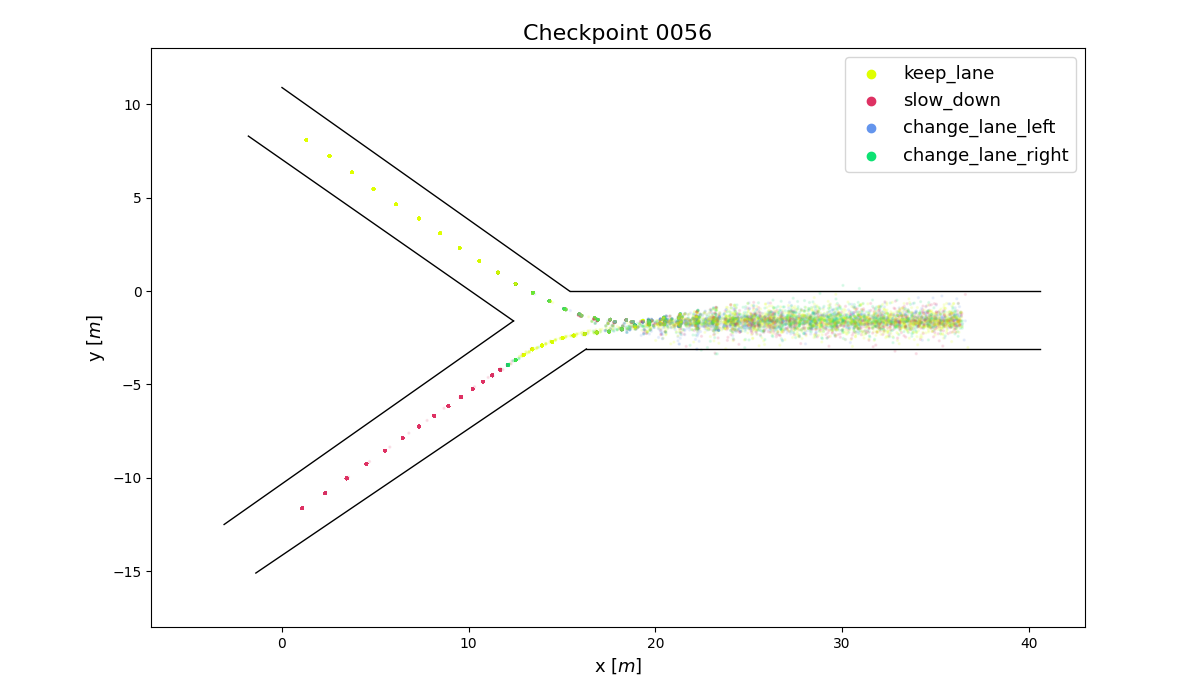 Checkpoint 0056
keep_lane
slow_down
change_lane_left
change_lane_right
y [m]
10
5
0
−5
−10
−15
0
10
20
30
40
x [m]